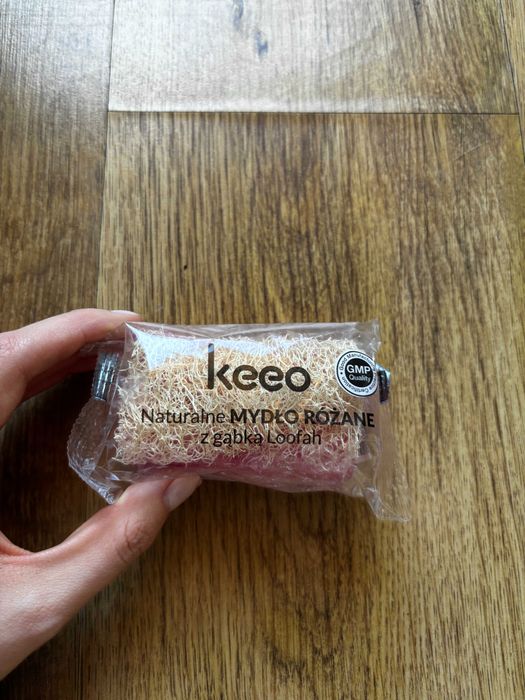 keeo
Naturalne MYDŁO RÓŻANE
z gąbką Loofah
GMP
Quality